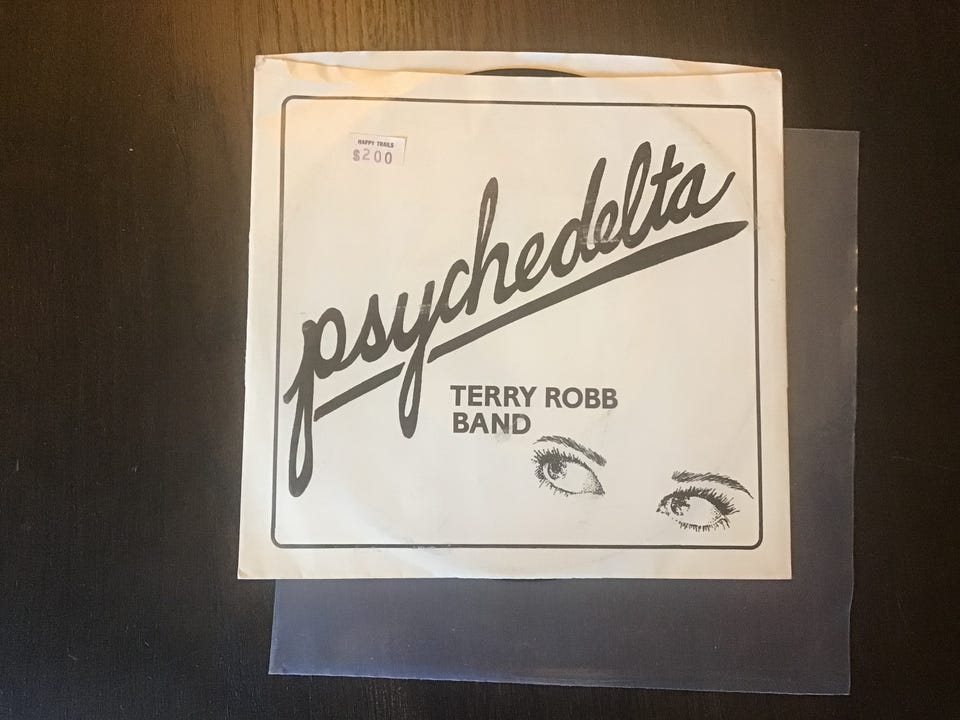 HAPPY TRAILS
$200
psychedelta
TERRY ROBB
BAND